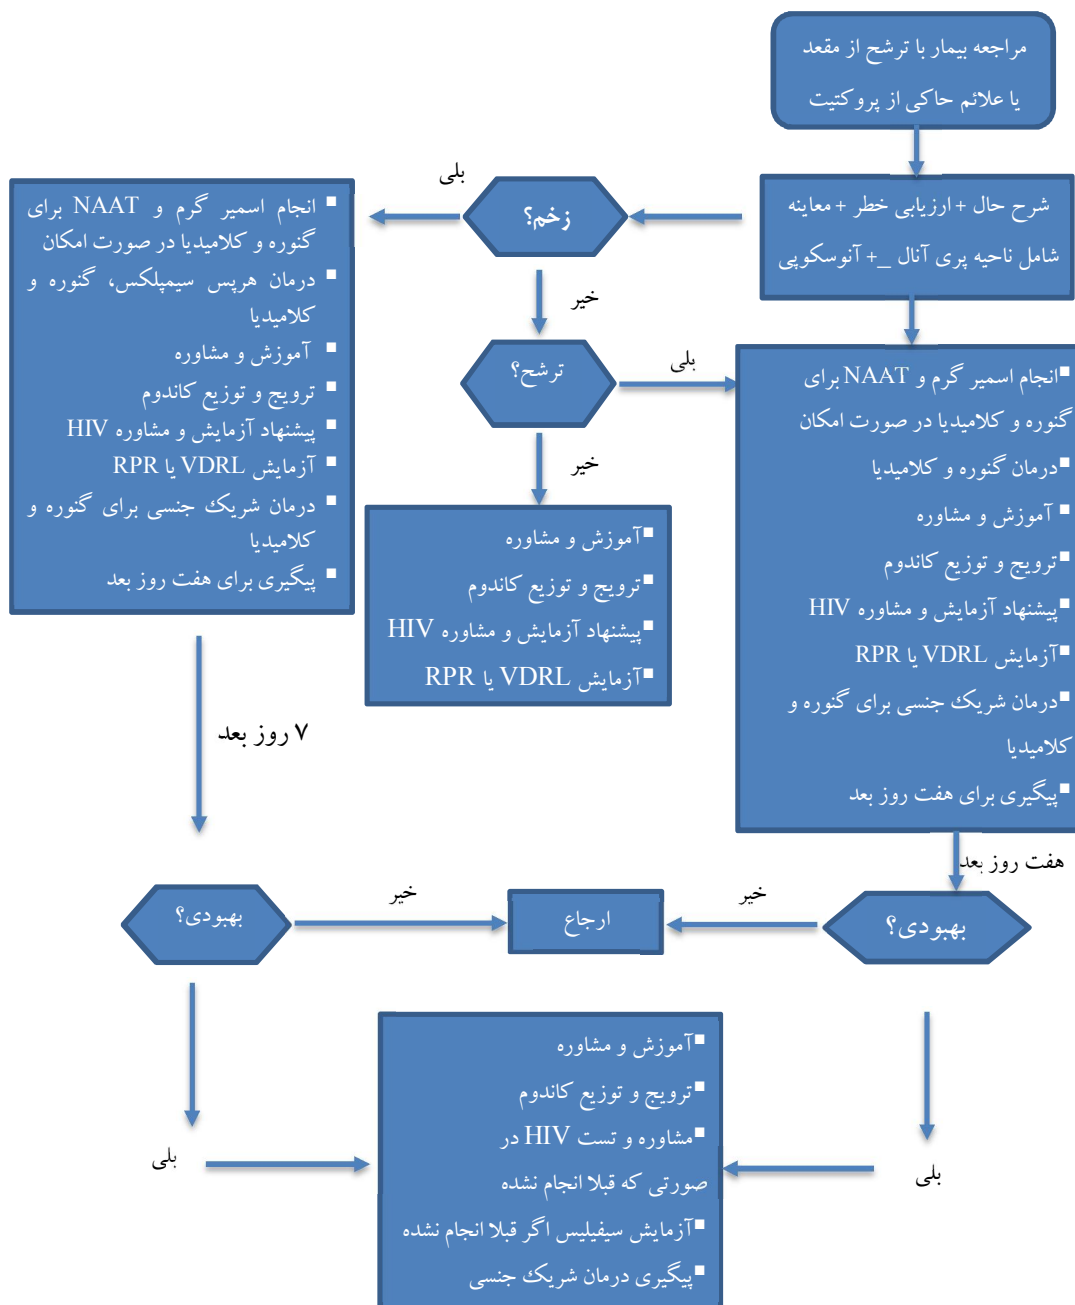 مراجعه بیمار با ترشح از مقعد
یا علائم حاکی از پروکتیت
شرح حال + ارزیابی خطر + معاینه
شامل ناحیه پری آنال _+ آنوسکوپی
زخم؟
بلی
▪ انجام اسمیر گرم و NAAT برای
گنوره و کلامیدیا در صورت امکان
درمان هرپس سیمپلکس، گنوره و ▪
کلامیدیا
▪ آموزش و مشاوره
▪ ترویج و توزیع کاندوم
▪ پیشنهاد آزمایش و مشاوره HIV
▪ آزمایش VDRL یا RPR
▪ درمان شریک جنسی برای گنوره و
کلامیدیا
▪ پیگیری برای هفت روز بعد
خیر
ترشح؟
بلی
▪انجام اسمیر گرم و NAAT برای
گنوره و کلامیدیا در صورت امکان
▪درمان گنوره و کلامیدیا
▪آموزش و مشاوره
▪ترویج و توزیع کاندوم
▪پیشنهاد آزمایش و مشاوره HIV
▪آزمایش VDRL یا RPR
▪درمان شریک جنسی برای گنوره و
کلامیدیا
▪پیگیری برای هفت روز بعد
خیر
▪آموزش و مشاوره
▪ترویج و توزیع کاندوم
▪پیشنهاد آزمایش و مشاوره HIV
▪آزمایش VDRL یا RPR
هفت روز بعد
۷ روز بعد
بهبودی؟
خیر
ارجاع
خیر
بهبودی؟
بلی
بلی
▪آموزش و مشاوره
▪ترویج و توزیع کاندوم
▪مشاوره و تست HIV در
صورتی که قبلا انجام نشده
▪آزمایش سیفیلیس اگر قبلا انجام نشده
▪پیگیری درمان شریک جنسی